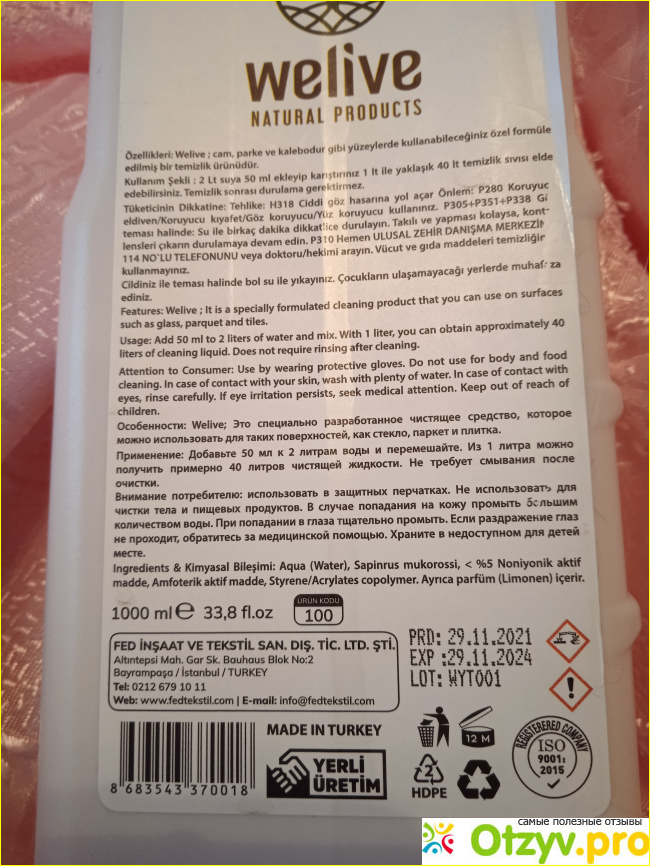 welive
NATURAL PRODUCTS
Özellikleri: Welive ; cam, parke ve kalebodur gibi yüzeylerde kullanabileceğiniz özel formüle
edilmiş bir temizlik ürünüdür.
Kullanım Şekli : 2 Lt suya 50 ml ekleyip karıştırınız 1 lt ile yaklaşık 40 lt temizlik sıvısı elde
edebilirsiniz. Temizlik sonrası durulama gerektirmez.
Tüketicinin Dikkatine: Tehlike: H318 Ciddi göz hasarına yol açar Önlem: P280 Koruyuc
eldiven/Koruyucu kıyafet/Göz koruyucu/Yüz koruyucu kullanınız. P305+P351+P338 Gö
teması halinde: Su ile birkaç dakika dikkatlice durulayın. Takılı ve yapması kolaysa, kont-
lensleri çıkarın durulamaya devam edin. P310 Hemen ULUSAL ZEHİR DANIŞMA MERKEZİN
114 NO'LU TELEFONUNU veya doktoru/hekimi arayın. Vücut ve gıda maddeleri temizliğir
kullanmayınız.
Cildiniz ile teması halinde bol su ile yıkayınız. Çocukların ulaşamayacağı yerlerde muhafaza
ediniz.
Features: Welive ; It is a specially formulated cleaning product that you can use on surfaces
such as glass, parquet and tiles.
Usage: Add 50 ml to 2 liters of water and mix. With 1 liter, you can obtain approximately 40
liters of cleaning liquid. Does not require rinsing after cleaning.
Attention to Consumer: Use by wearing protective gloves. Do not use for body and food
cleaning. In case of contact with your skin, wash with plenty of water. In case of contact with
eyes, rinse carefully. If eye irritation persists, seek medical attention. Keep out of reach of
children.
Особенности: Welive; Это специально разработанное чистящее средство, которое
можно использовать для таких поверхностей, как стекло, паркет и плитка.
Применение: Добавьте 50 мл к 2 литрам воды и перемешайте. Из 1 литра можно
получить примерно 40 литров чистящей жидкости. Не требует смывания после
очистки.
Внимание потребителю: использовать в защитных перчатках. Не использовать для
чистки тела и пищевых продуктов. В случае попадания на кожу промыть большим
количеством воды. При попадании в глаза тщательно промыть. Если раздражение глаз
не проходит, обратитесь за медицинской помощью. Храните в недоступном для детей
месте.
Ingredients & Kimyasal Bileşimi: Aqua (Water), Sapinrus mukorossi, < %5 Noniyonik aktif
madde, Amfoterik aktif madde, Styrene/Acrylates copolymer. Ayrıca parfüm (Limonen) içerir.
1000 ml ℮ 33,8 fl.oz
ÜRÜN KODU
100
FED İNŞAAT VE TEKSTİL SAN. DIŞ. TİC. LTD. ŞTİ.
Altıntepsi Mah. Gar Sk. Bauhaus Blok No:2
Bayrampaşa / İstanbul / TURKEY
Tel: 0212 679 10 11
Web: www.fedtekstil.com | E-mail: info@fedtekstil.com
PRD: 29.11.2021
EXP :29.11.2024
LOT: WYT001
MADE IN TURKEY
YERLİ
ÜRETİM
8 683543 370018
12 M
2
HDPE
REGISTERERED COMPANY
ISO
9001:
2015
самые полезные отзывы
Otzyv.pro